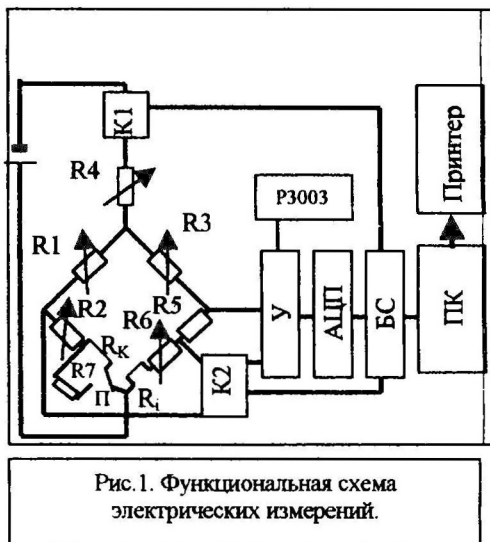 К1
R4
Р3003
Принтер
R1
R3
R2
R5
R6
У
АЦП
БС
ПК
Rк
R7
П
Ri
К2
Рис.1. Функциональная схема
электрических измерений.